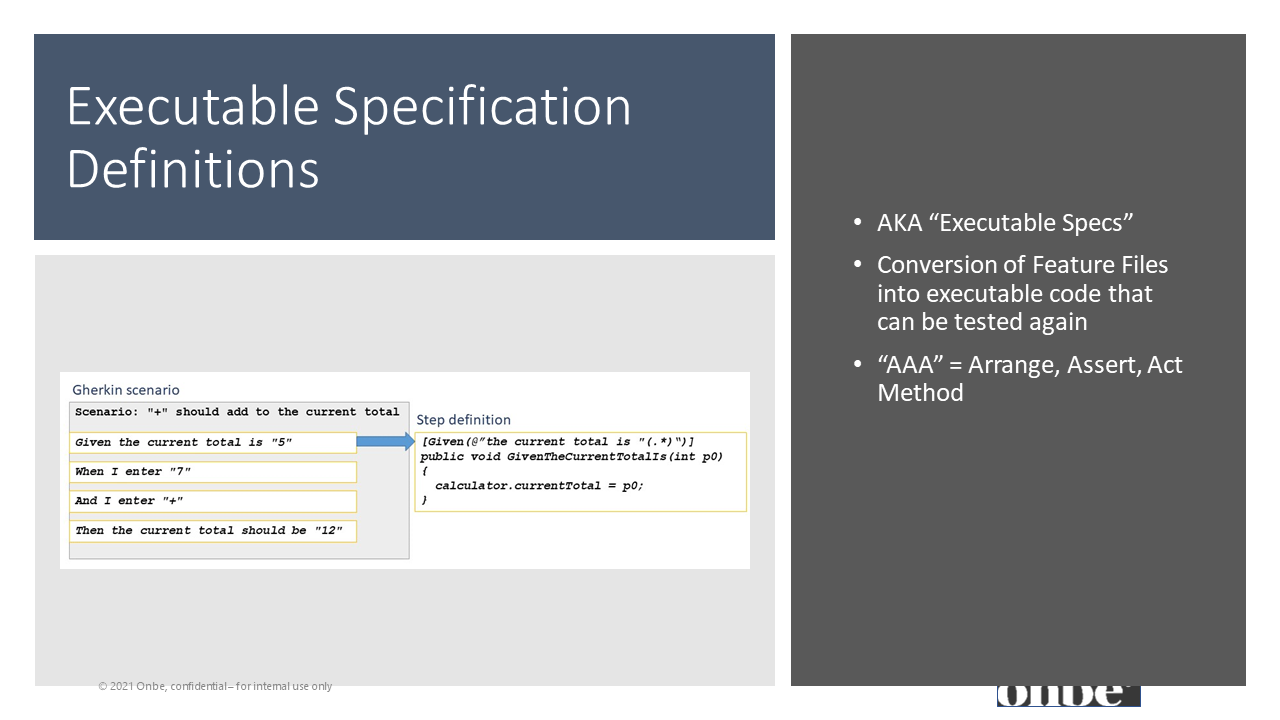 Executable Specification
Definitions
Gherkin scenario
Scenario: "+" should add to the current total
Given the current total is "5"
When I enter "7"
And I enter "+"
Then the current total should be "12"
Step definition
[Given(@”the current total is "(.*)")]
public void GivenTheCurrentTotalIs(int p0)
{
calculator.currentTotal = p0;
}
• AKA “Executable Specs”
• Conversion of Feature Files
into executable code that
can be tested again
• “AAA” = Arrange, Assert, Act
Method
© 2021 Onbe, confidential – for internal use only
onbe